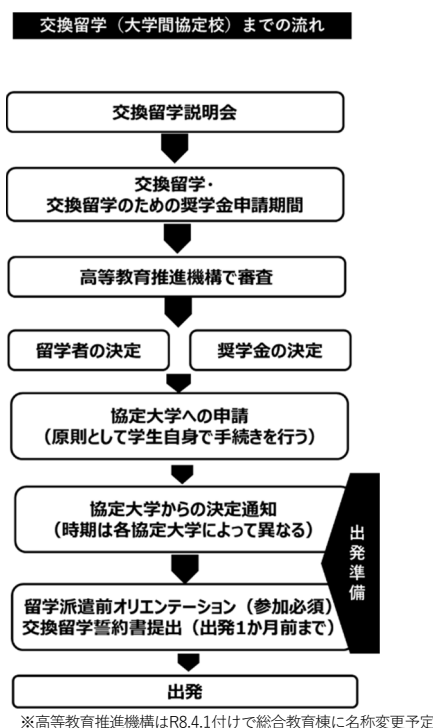 交換留学（大学間協定校）までの流れ
交換留学説明会
交換留学・
交換留学のための奨学金申請期間
高等教育推進機構で審査
留学者の決定
奨学金の決定
協定大学への申請
（原則として学生自身で手続きを行う）
協定大学からの決定通知
（時期は各協定大学によって異なる）
出発準備
留学派遣前オリエンテーション（参加必須）
交換留学誓約書提出（出発1か月前まで）
出発
※高等教育推進機構はR8.4.1付けで総合教育棟に名称変更予定